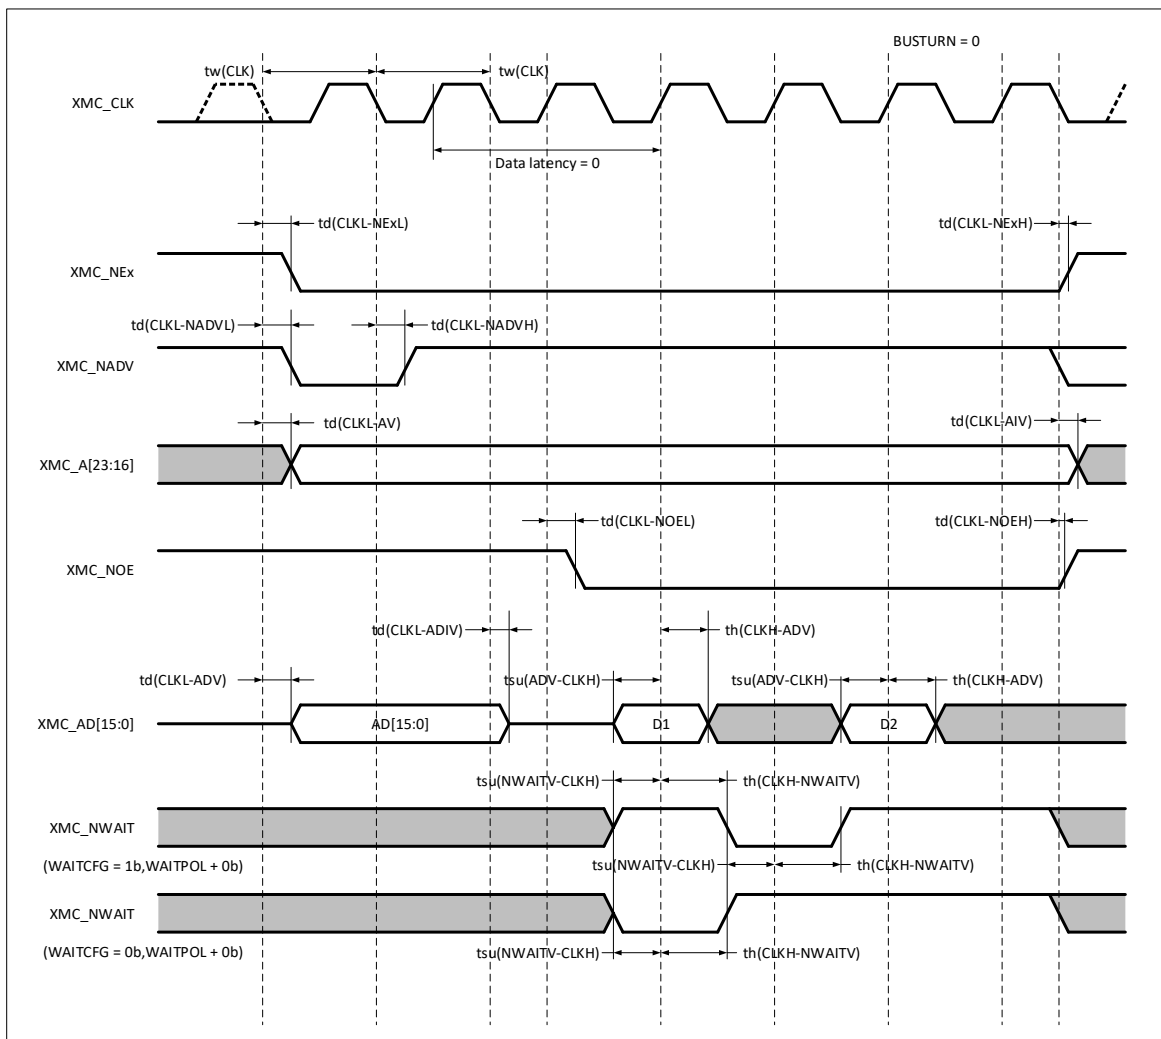 BUSTURN = 0
tw(CLK) tw(CLK)
XMC_CLK
Data latency = 0
td(CLKL-NExL) td(CLKL-NExH)
XMC_NEx
td(CLKL-NADVL) td(CLKL-NADVH)
XMC_NADV
td(CLKL-AV) td(CLKL-AIV)
XMC_A[23:16]
td(CLKL-NOEL) td(CLKL-NOEH)
XMC_NOE
td(CLKL-ADIV) th(CLKH-ADV)
td(CLKL-ADV) tsu(ADV-CLKH) tsu(ADV-CLKH) th(CLKH-ADV)
XMC_AD[15:0] AD[15:0] D1 D2
tsu(NWAITV-CLKH) th(CLKH-NWAITV)
XMC_NWAIT
(WAITCFG = 1b,WAITPOL + 0b) tsu(NWAITV-CLKH) th(CLKH-NWAITV)
XMC_NWAIT
(WAITCFG = 0b,WAITPOL + 0b) tsu(NWAITV-CLKH) th(CLKH-NWAITV)